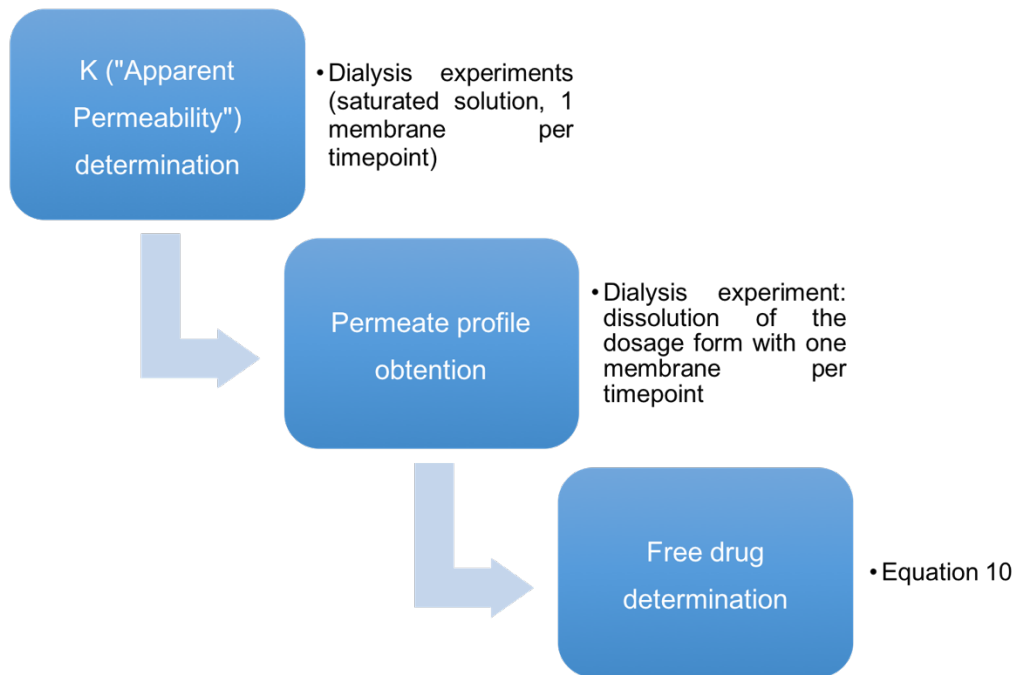 K ("Apparent
Permeability")
determination
•Dialysis experiments
(saturated solution, 1
membrane per
timepoint)
Permeate profile
obtention
•Dialysis experiment:
dissolution of the
dosage form with one
membrane per
timepoint
Free drug
determination
•Equation 10